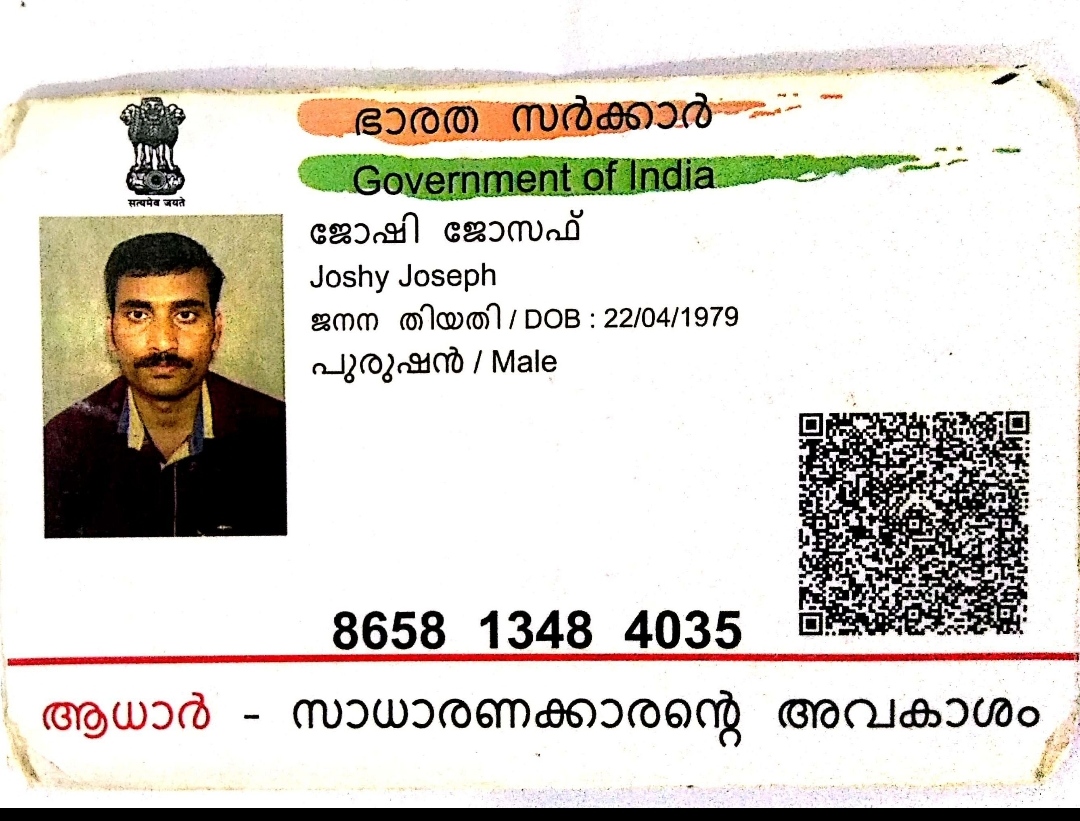 ഭാരത സർക്കാർ
Government of India
सत्यमेव जयते
ജോഷി ജോസഫ്
Joshy Joseph
ജനന തിയതി / DOB : 22/04/1979
പുരുഷൻ / Male
8658 1348 4035
ആധാർ - സാധാരണക്കാരന്റെ അവകാശം